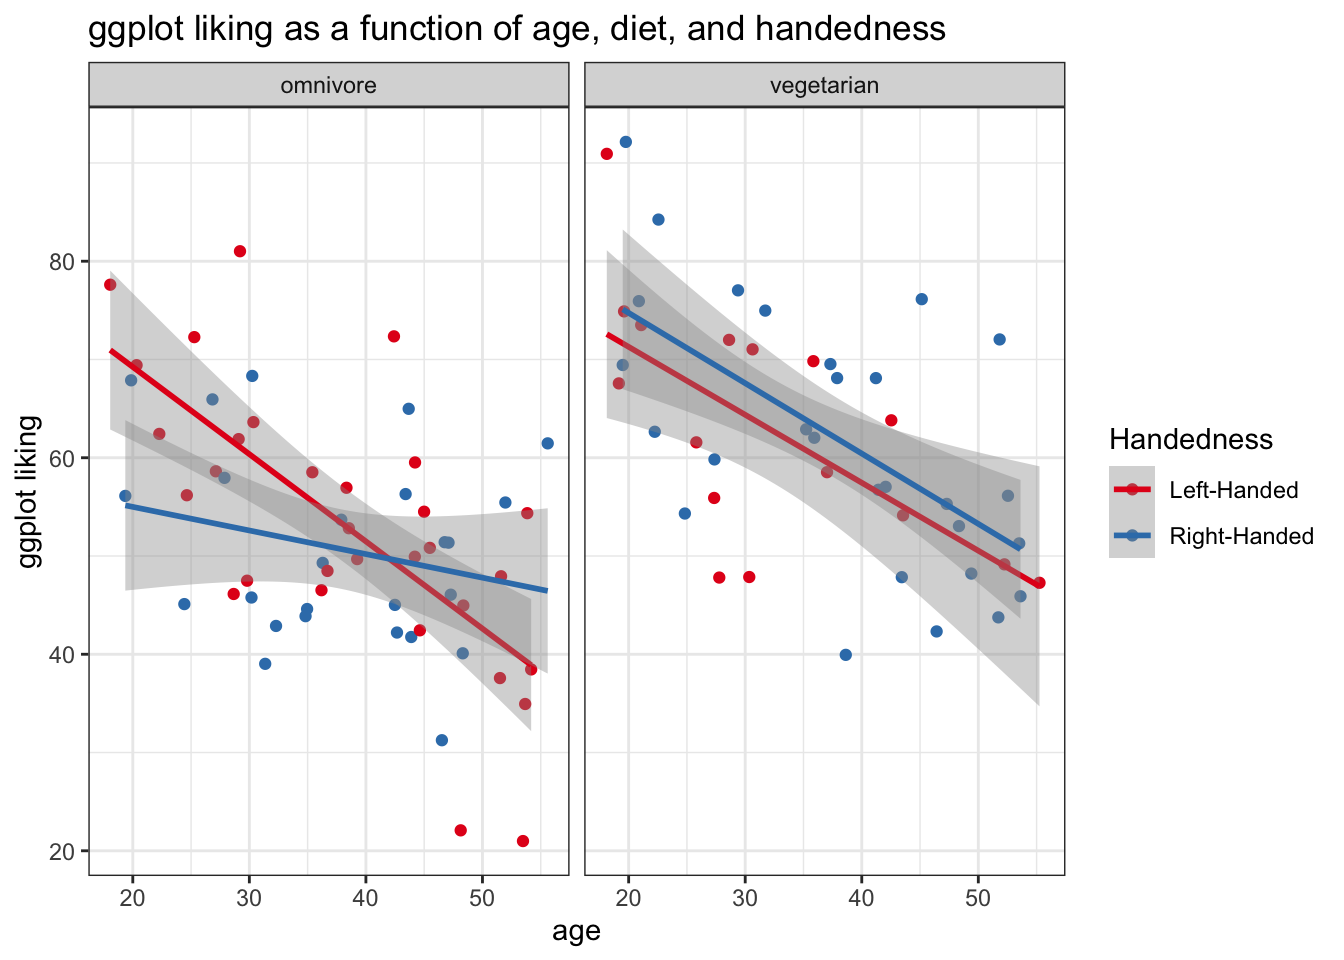 ggplot liking as a function of age, diet, and handedness
omnivore
vegetarian
80
60
40
20
ggplot liking
20 30 40 50
20 30 40 50
age
Handedness
Left-Handed
Right-Handed